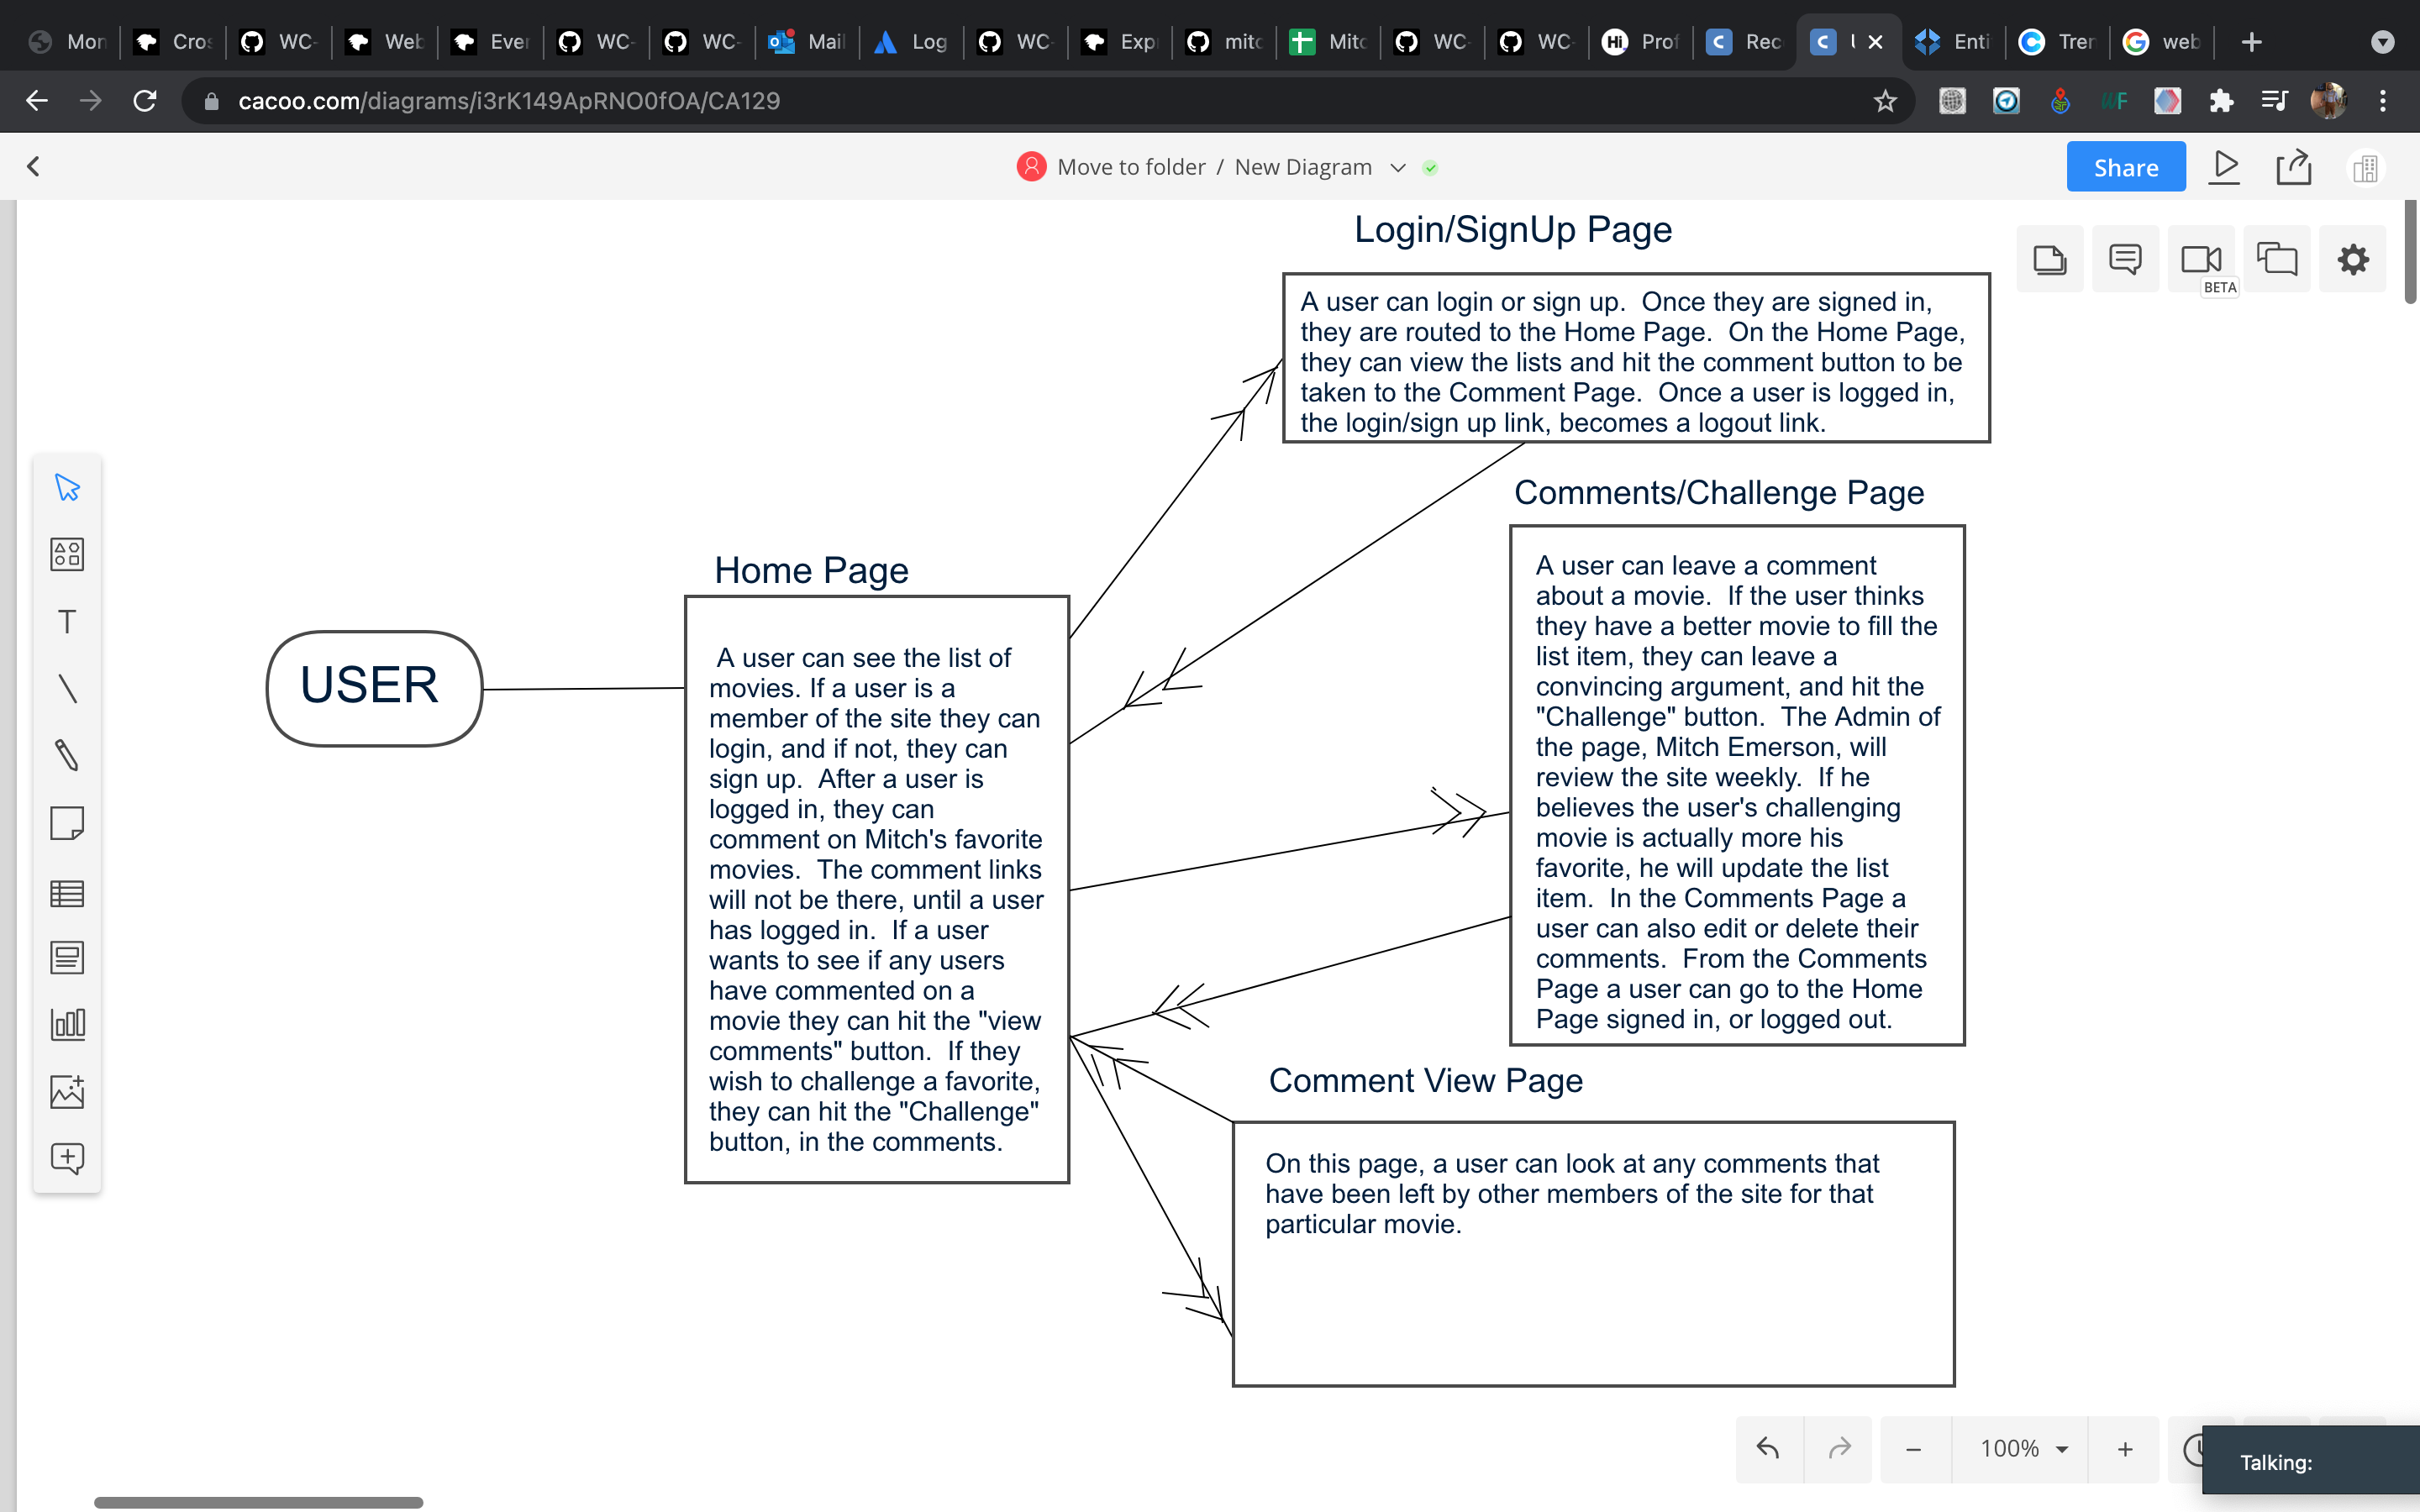 Mon
Cros
WC-
Web
Ever
WC-
WC-
Mail
Log
WC-
Exp
mitc
Mitc
WC
WC
Prof
Rec
Enti
Tren
web
cacoo.com/diagrams/i3rK149ApRNO0fOA/CA129
Move to folder / New Diagram
Share
BETA
Login/SignUp Page
A user can login or sign up.  Once they are signed in,
they are routed to the Home Page.  On the Home Page,
they can view the lists and hit the comment button to be
taken to the Comment Page.  Once a user is logged in,
the login/sign up link, becomes a logout link.
Comments/Challenge Page
A user can leave a comment
about a movie.  If the user thinks
they have a better movie to fill the
list item, they can leave a
convincing argument, and hit the
"Challenge" button.  The Admin of
the page, Mitch Emerson, will
review the site weekly.  If he
believes the user's challenging
movie is actually more his
favorite, he will update the list
item.  In the Comments Page a
user can also edit or delete their
comments.  From the Comments
Page a user can go to the Home
Page signed in, or logged out.
Home Page
A user can see the list of
movies. If a user is a
member of the site they can
login, and if not, they can
sign up.  After a user is
logged in, they can
comment on Mitch's favorite
movies.  The comment links
will not be there, until a user
has logged in.  If a user
wants to see if any users
have commented on a
movie they can hit the "view
comments" button.  If they
wish to challenge a favorite,
they can hit the "Challenge"
button, in the comments.
USER
Comment View Page
On this page, a user can look at any comments that
have been left by other members of the site for that
particular movie.
100%
Talking: